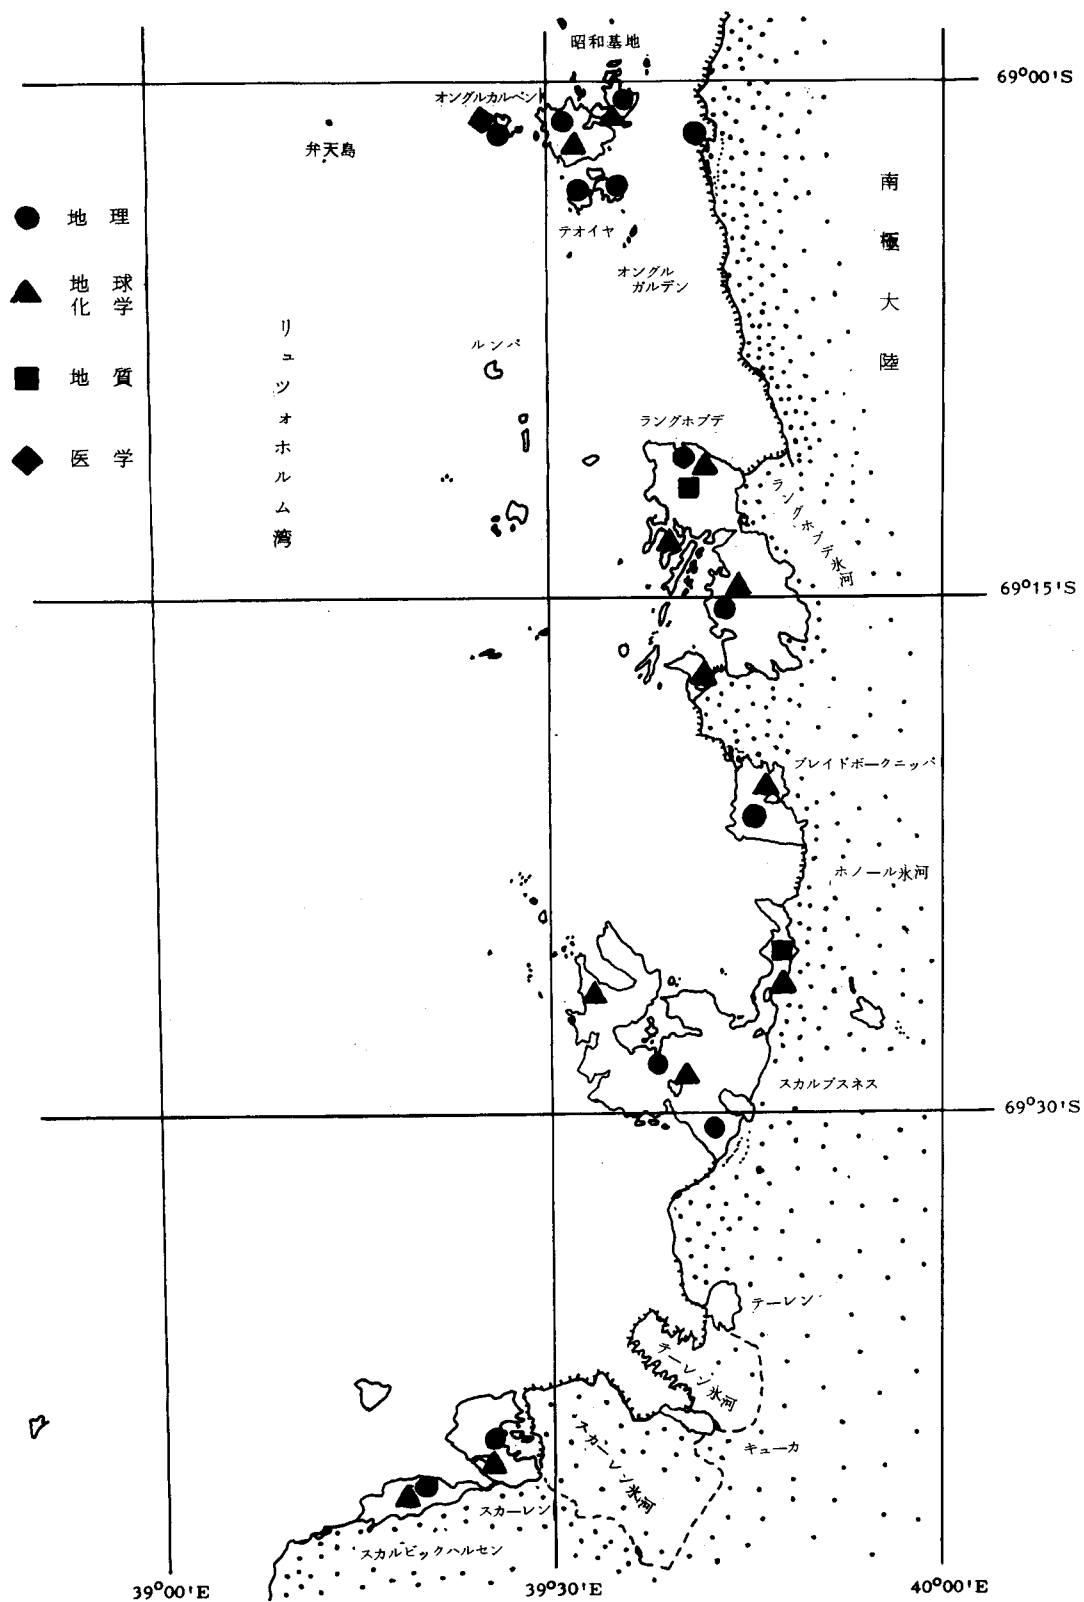 昭和基地
69°00'S
オングルカルベン
弁天島
南極大陸
地理
テオイヤ
オングル
ガルデン
地球
化学
リュツォホルム湾
ルンパ
地質
ラングホブデ
医学
ラングホブデ氷河
69°15'S
ブレイドボークニッパ
ホノール氷河
スカルブスネス
69°30'S
テーレン
テーレン氷河
キューカ
スカーレン氷河
スカーレン
スカルビックハルセン
39°00'E
39°30'E
40°00'E